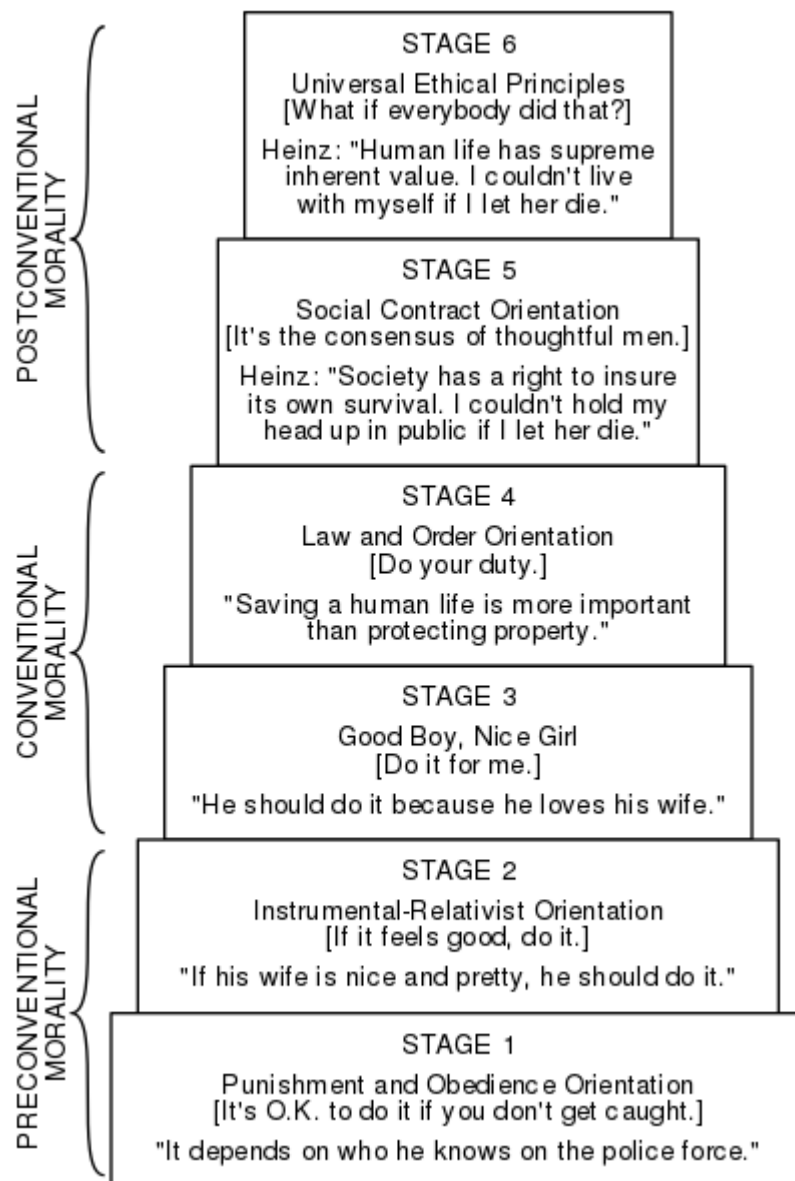 STAGE 6
Universal Ethical Principles
[What if everybody did that?]
Heinz: "Human life has supreme
inherent value. I couldn't live
with myself if I let her die."
STAGE 5
Social Contract Orientation
[It's the consensus of thoughtful men.]
Heinz: "Society has a right to insure
its own survival. I couldn't hold my
head up in public if I let her die."
POSTCONVENTIONAL
MORALITY
STAGE 4
Law and Order Orientation
[Do your duty.]
"Saving a human life is more important
than protecting property."
STAGE 3
Good Boy, Nice Girl
[Do it for me.]
"He should do it because he loves his wife."
CONVENTIONAL
MORALITY
STAGE 2
Instrumental-Relativist Orientation
[If it feels good, do it.]
"If his wife is nice and pretty, he should do it."
STAGE 1
Punishment and Obedience Orientation
[It's O.K. to do it if you don't get caught.]
"It depends on who he knows on the police force."
PRECONVENTIONAL
MORALITY